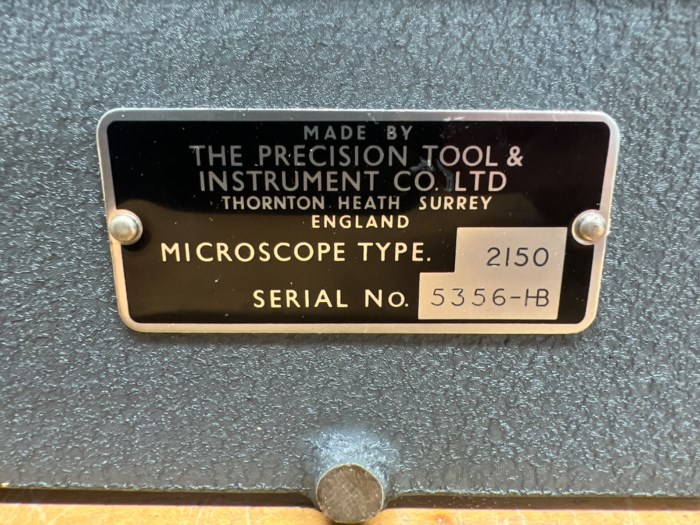 MADE BY
THE PRECISION TOOL &
INSTRUMENT CO. LTD
THORNTON HEATH SURREY
ENGLAND
MICROSCOPE TYPE. 2150
SERIAL No. 5356-HB